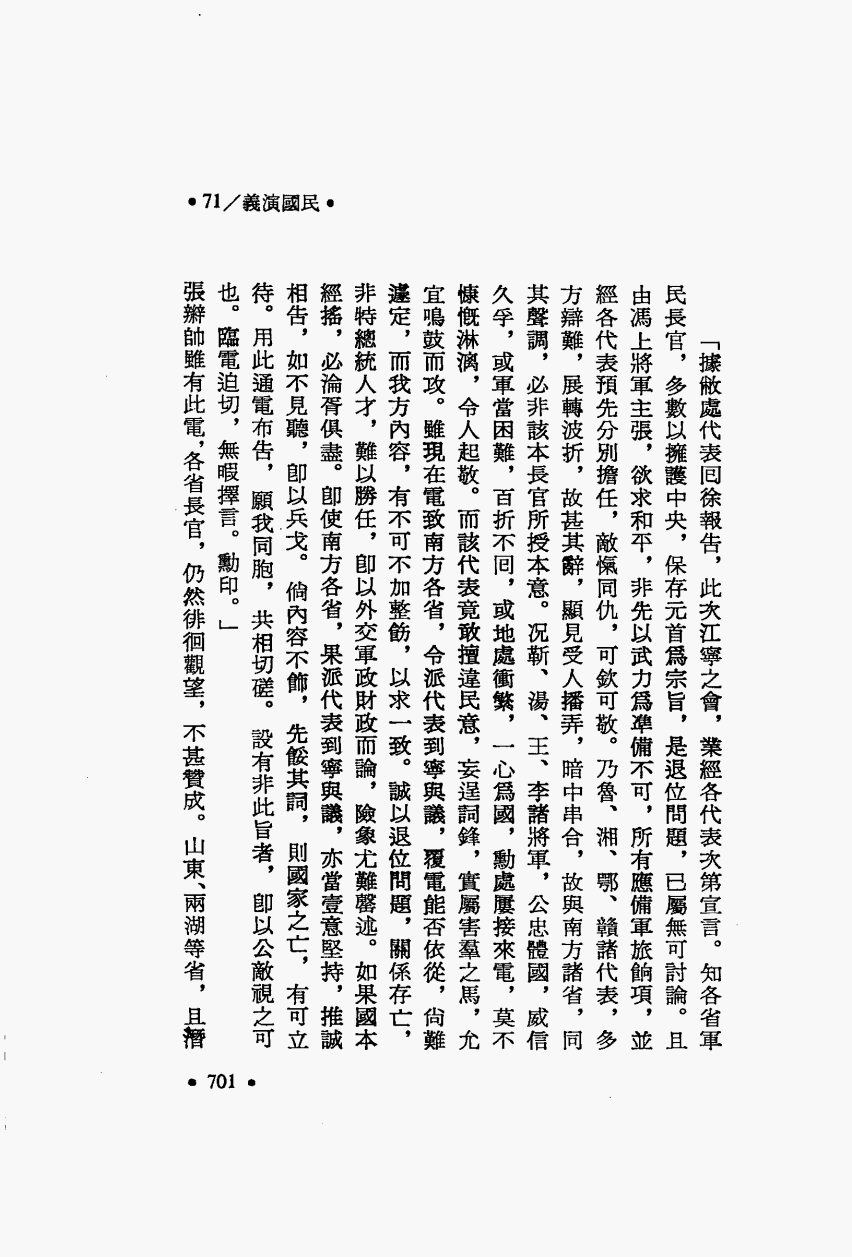 •71／義演國民•
「據敝處代表囘徐報告，此次江寧之會，業經各代表次第宣言。知各省軍
民長官，多數以擁護中央，保存元首爲宗旨，是退位問題，已屬無可討論。且
由馮上將軍主張，欲求和平，非先以武力爲準備不可，所有應備軍旅餉項，並
經各代表預先分別擔任，敵愾同仇，可欽可敬。乃魯、湘、鄂、贛諸代表，多
方辯難，展轉波折，故甚其辭，顯見受人播弄，暗中串合，故與南方諸省，同
其聲調，必非該本長官所授本意。况靳、湯、王、李諸將軍，公忠體國，威信
久孚，或軍當困難，百折不囘，或地處衝繁，一心爲國，勳處屢接來電，莫不
慷慨淋漓，令人起敬。而該代表竟敢擅違民意，妄逞詞鋒，實屬害羣之馬，允
宜鳴鼓而攻。雖現在電致南方各省，令派代表到寧與議，覆電能否依從，尙難
遽定，而我方內容，有不可不加整飭，以求一致。誠以退位問題，關係存亡，
非特總統人才，難以勝任，卽以外交軍政財政而論，險象尤難罄述。如果國本
經搖，必淪胥俱盡。卽使南方各省，果派代表到寧與議，亦當壹意堅持，推誠
相告，如不見聽，卽以兵戈。倘內容不飾，先餒其詞，則國家之亡，有可立
待。用此通電布告，願我同胞，共相切磋。設有非此旨者，卽以公敵視之可
也。臨電迫切，無暇擇言。勳印。」
張辮帥雖有此電，各省長官，仍然徘徊觀望，不甚贊成。山東、兩湖等省，且潛
•701•